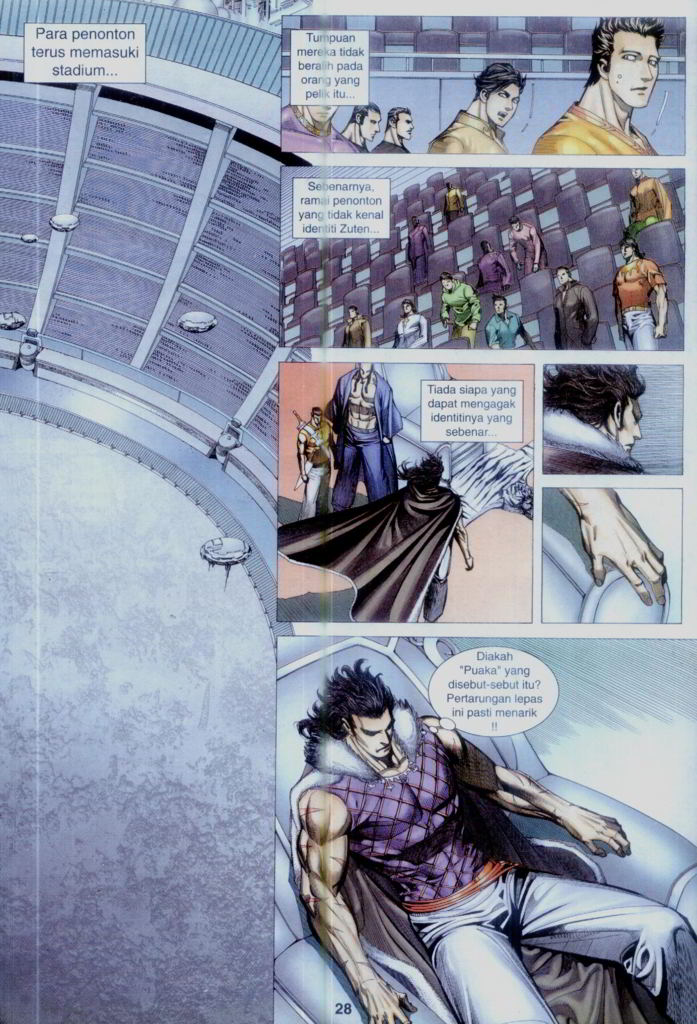 Para penonton
terus memasuki
stadium...
Tumpuan
mereka tidak
beralih pada
orang yang
pelik itu...
Sebenarnya,
ramai penonton
yang tidak kenal
identiti Zuten...
Tiada siapa yang
dapat mengagak
identitinya yang
sebenar...
Diakah
"Puaka" yang
disebut-sebut itu?
Pertarungan lepas
ini pasti menarik
!!
28